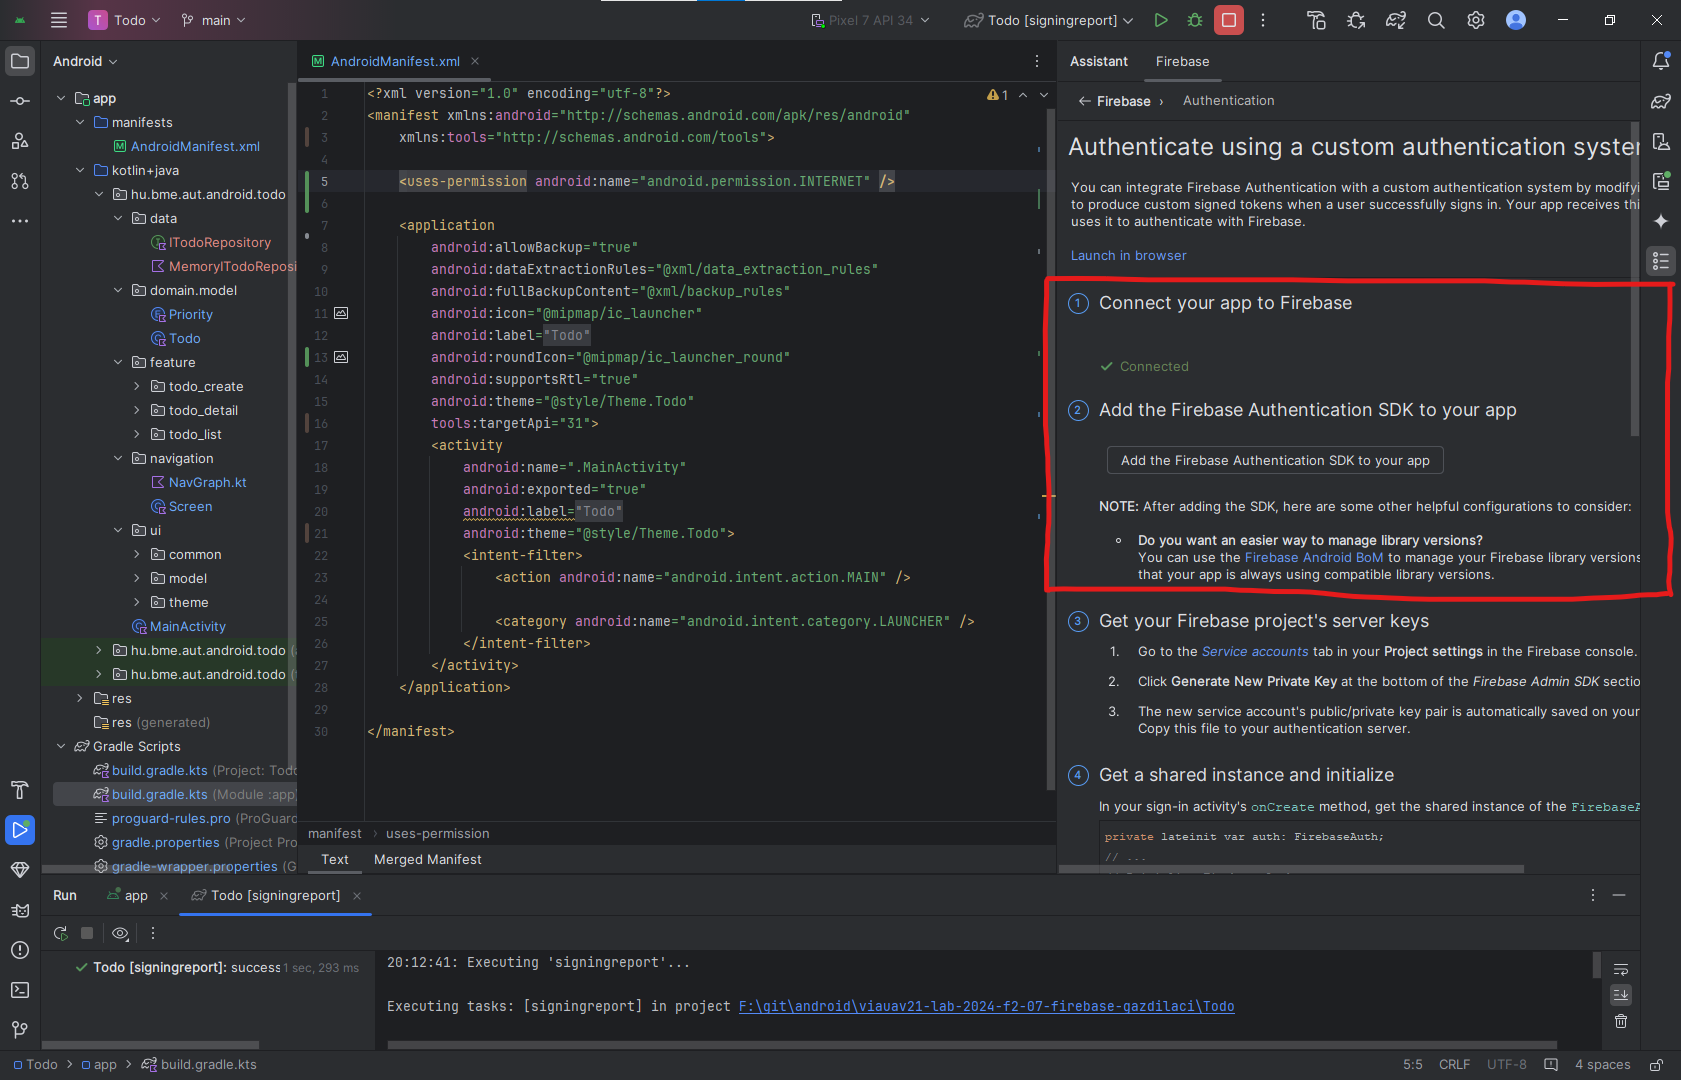 T Todo main Pixel 7 API 34 Todo [signingreport]
Android
app
manifests
AndroidManifest.xml
kotlin+java
hu.bme.aut.android.todo
data
ITodoRepository
MemoryITodoReposi
domain.model
Priority
Todo
feature
todo_create
todo_detail
todo_list
navigation
NavGraph.kt
Screen
ui
common
model
theme
MainActivity
hu.bme.aut.android.todo
hu.bme.aut.android.todo
res
res (generated)
Gradle Scripts
build.gradle.kts (Project: Todo
build.gradle.kts (Module :app)
proguard-rules.pro (ProGuard
gradle.properties (Project Pro
gradle-wrapper.properties (G
AndroidManifest.xml
1
1 <?xml version="1.0" encoding="utf-8"?>
2 <manifest xmlns:android="http://schemas.android.com/apk/res/android"
3 xmlns:tools="http://schemas.android.com/tools">
4
5 <uses-permission android:name="android.permission.INTERNET" />
6
7 <application
8 android:allowBackup="true"
9 android:dataExtractionRules="@xml/data_extraction_rules"
10 android:fullBackupContent="@xml/backup_rules"
11 android:icon="@mipmap/ic_launcher"
12 android:label="Todo"
13 android:roundIcon="@mipmap/ic_launcher_round"
14 android:supportsRtl="true"
15 android:theme="@style/Theme.Todo"
16 tools:targetApi="31">
17 <activity
18 android:name=".MainActivity"
19 android:exported="true"
20 android:label="Todo"
21 android:theme="@style/Theme.Todo">
22 <intent-filter>
23 <action android:name="android.intent.action.MAIN" />
24
25 <category android:name="android.intent.category.LAUNCHER" />
26 </intent-filter>
27 </activity>
28 </application>
29
30 </manifest>
manifest › uses-permission
Text Merged Manifest
Assistant Firebase
← Firebase › Authentication
Authenticate using a custom authentication system
You can integrate Firebase Authentication with a custom authentication system by modifyi
to produce custom signed tokens when a user successfully signs in. Your app receives thi
uses it to authenticate with Firebase.
Launch in browser
1 Connect your app to Firebase
Connected
2 Add the Firebase Authentication SDK to your app
Add the Firebase Authentication SDK to your app
NOTE: After adding the SDK, here are some other helpful configurations to consider:
Do you want an easier way to manage library versions?
You can use the Firebase Android BoM to manage your Firebase library versions
that your app is always using compatible library versions.
3 Get your Firebase project's server keys
1. Go to the Service accounts tab in your Project settings in the Firebase console.
2. Click Generate New Private Key at the bottom of the Firebase Admin SDK sectio
3. The new service account's public/private key pair is automatically saved on your
Copy this file to your authentication server.
4 Get a shared instance and initialize
In your sign-in activity's onCreate method, get the shared instance of the FirebaseA
private lateinit var auth: FirebaseAuth;
// ...
Run app Todo [signingreport]
Todo [signingreport]: success 1 sec, 293 ms
20:12:41: Executing 'signingreport'...
Executing tasks: [signingreport] in project F:\git\android\viauav21-lab-2024-f2-07-firebase-gazdilaci\Todo
Todo › app › build.gradle.kts
5:5 CRLF UTF-8 4 spaces